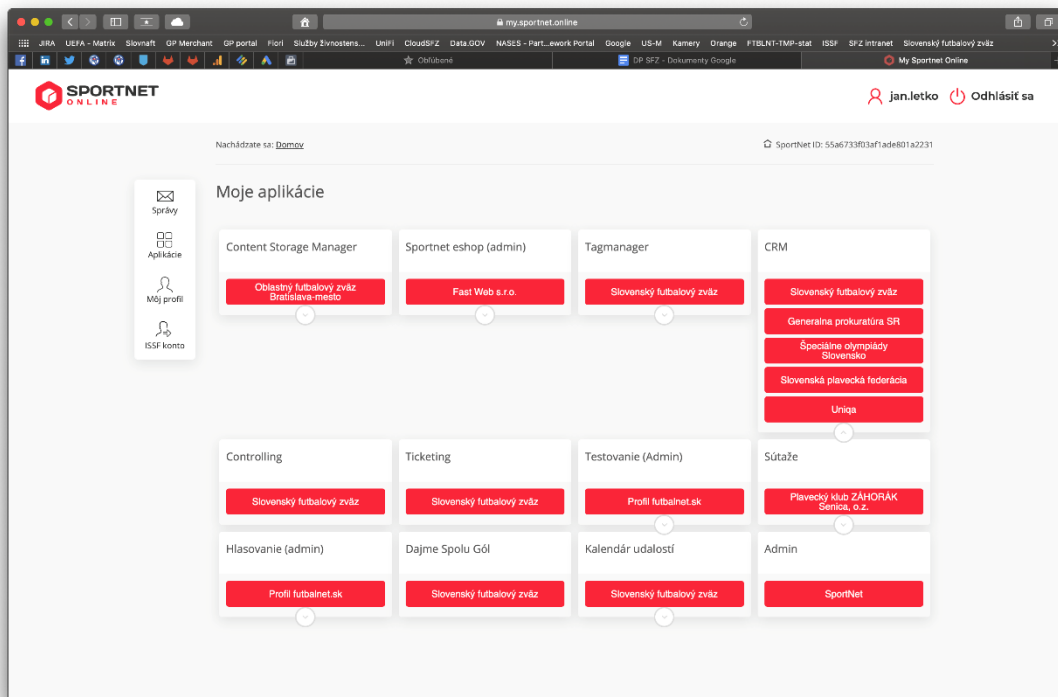 my.sportnet.online
JIRA UEFA - Matrix Slovnaft GP Merchant GP portal Fiori Služby živnostens... UniFi CloudSFZ Data.GOV NASES - Part...ework Portal Google US-M Kamery Orange FTBLNT-TMP-stat ISSF SFZ intranet Slovenský futbalový zväz
Obľúbené DP SFZ - Dokumenty Google My Sportnet Online
SPORTNET
ONLINE
jan.letko Odhlásiť sa
Nachádzate sa: Domov SportNet ID: 55a6733f03af1ade801a2231
Správy
Aplikácie
Môj profil
ISSF konto
Moje aplikácie
Content Storage Manager
Oblastný futbalový zväz
Bratislava-mesto
Sportnet eshop (admin)
Fast Web s.r.o.
Tagmanager
Slovenský futbalový zväz
CRM
Slovenský futbalový zväz
Generalna prokuratúra SR
Špeciálne olympiády
Slovensko
Slovenská plavecká federácia
Uniqa
Controlling
Slovenský futbalový zväz
Ticketing
Slovenský futbalový zväz
Testovanie (Admin)
Profil futbalnet.sk
Súťaže
Plavecký klub ZÁHORÁK
Senica, o.z.
Hlasovanie (admin)
Profil futbalnet.sk
Dajme Spolu Gól
Slovenský futbalový zväz
Kalendár udalostí
Slovenský futbalový zväz
Admin
SportNet